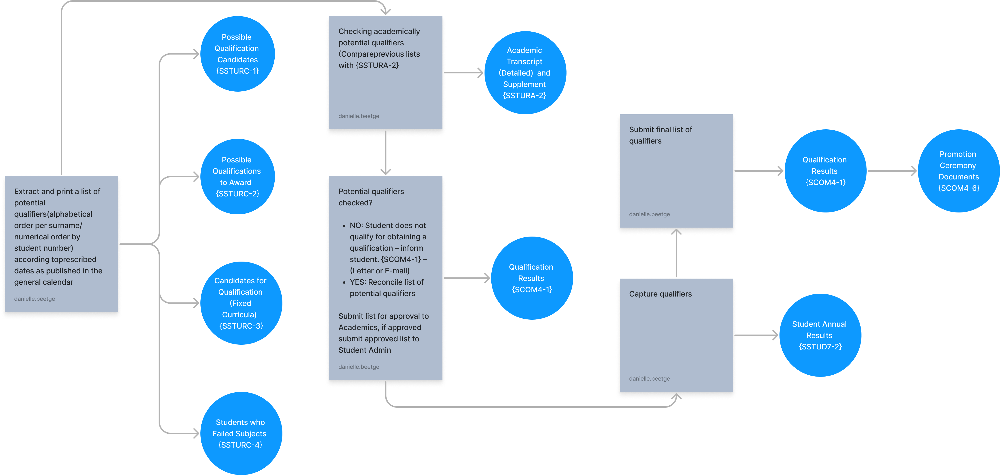 Extract and print a list of
potential
qualifiers(alphabetical
order per surname/
numerical order by
student number)
according toprescribed
dates as published in the
general calendar
danielle.beetge
Possible
Qualification
Candidates
{SSTURC-1}
Possible
Qualifications
to Award
{SSTURC-2}
Candidates for
Qualification
(Fixed
Curricula)
{SSTURC-3}
Students who
Failed Subjects
{SSTURC-4}
Checking academically
potential qualifiers
(Compareprevious lists
with {SSTURA-2}
danielle.beetge
Academic
Transcript
(Detailed) and
Supplement
{SSTURA-2}
Potential qualifiers
checked?
• NO: Student does not
qualify for obtaining a
qualification – inform
student. {SCOM4-1} –
(Letter or E-mail)
• YES: Reconcile list of
potential qualifiers
Submit list for approval to
Academics, if approved
submit approved list to
Student Admin
danielle.beetge
Qualification
Results
{SCOM4-1}
Capture qualifiers
danielle.beetge
Student Annual
Results
{SSTUD7-2}
Submit final list of
qualifiers
danielle.beetge
Qualification
Results
{SCOM4-1}
Promotion
Ceremony
Documents
{SCOM4-6}